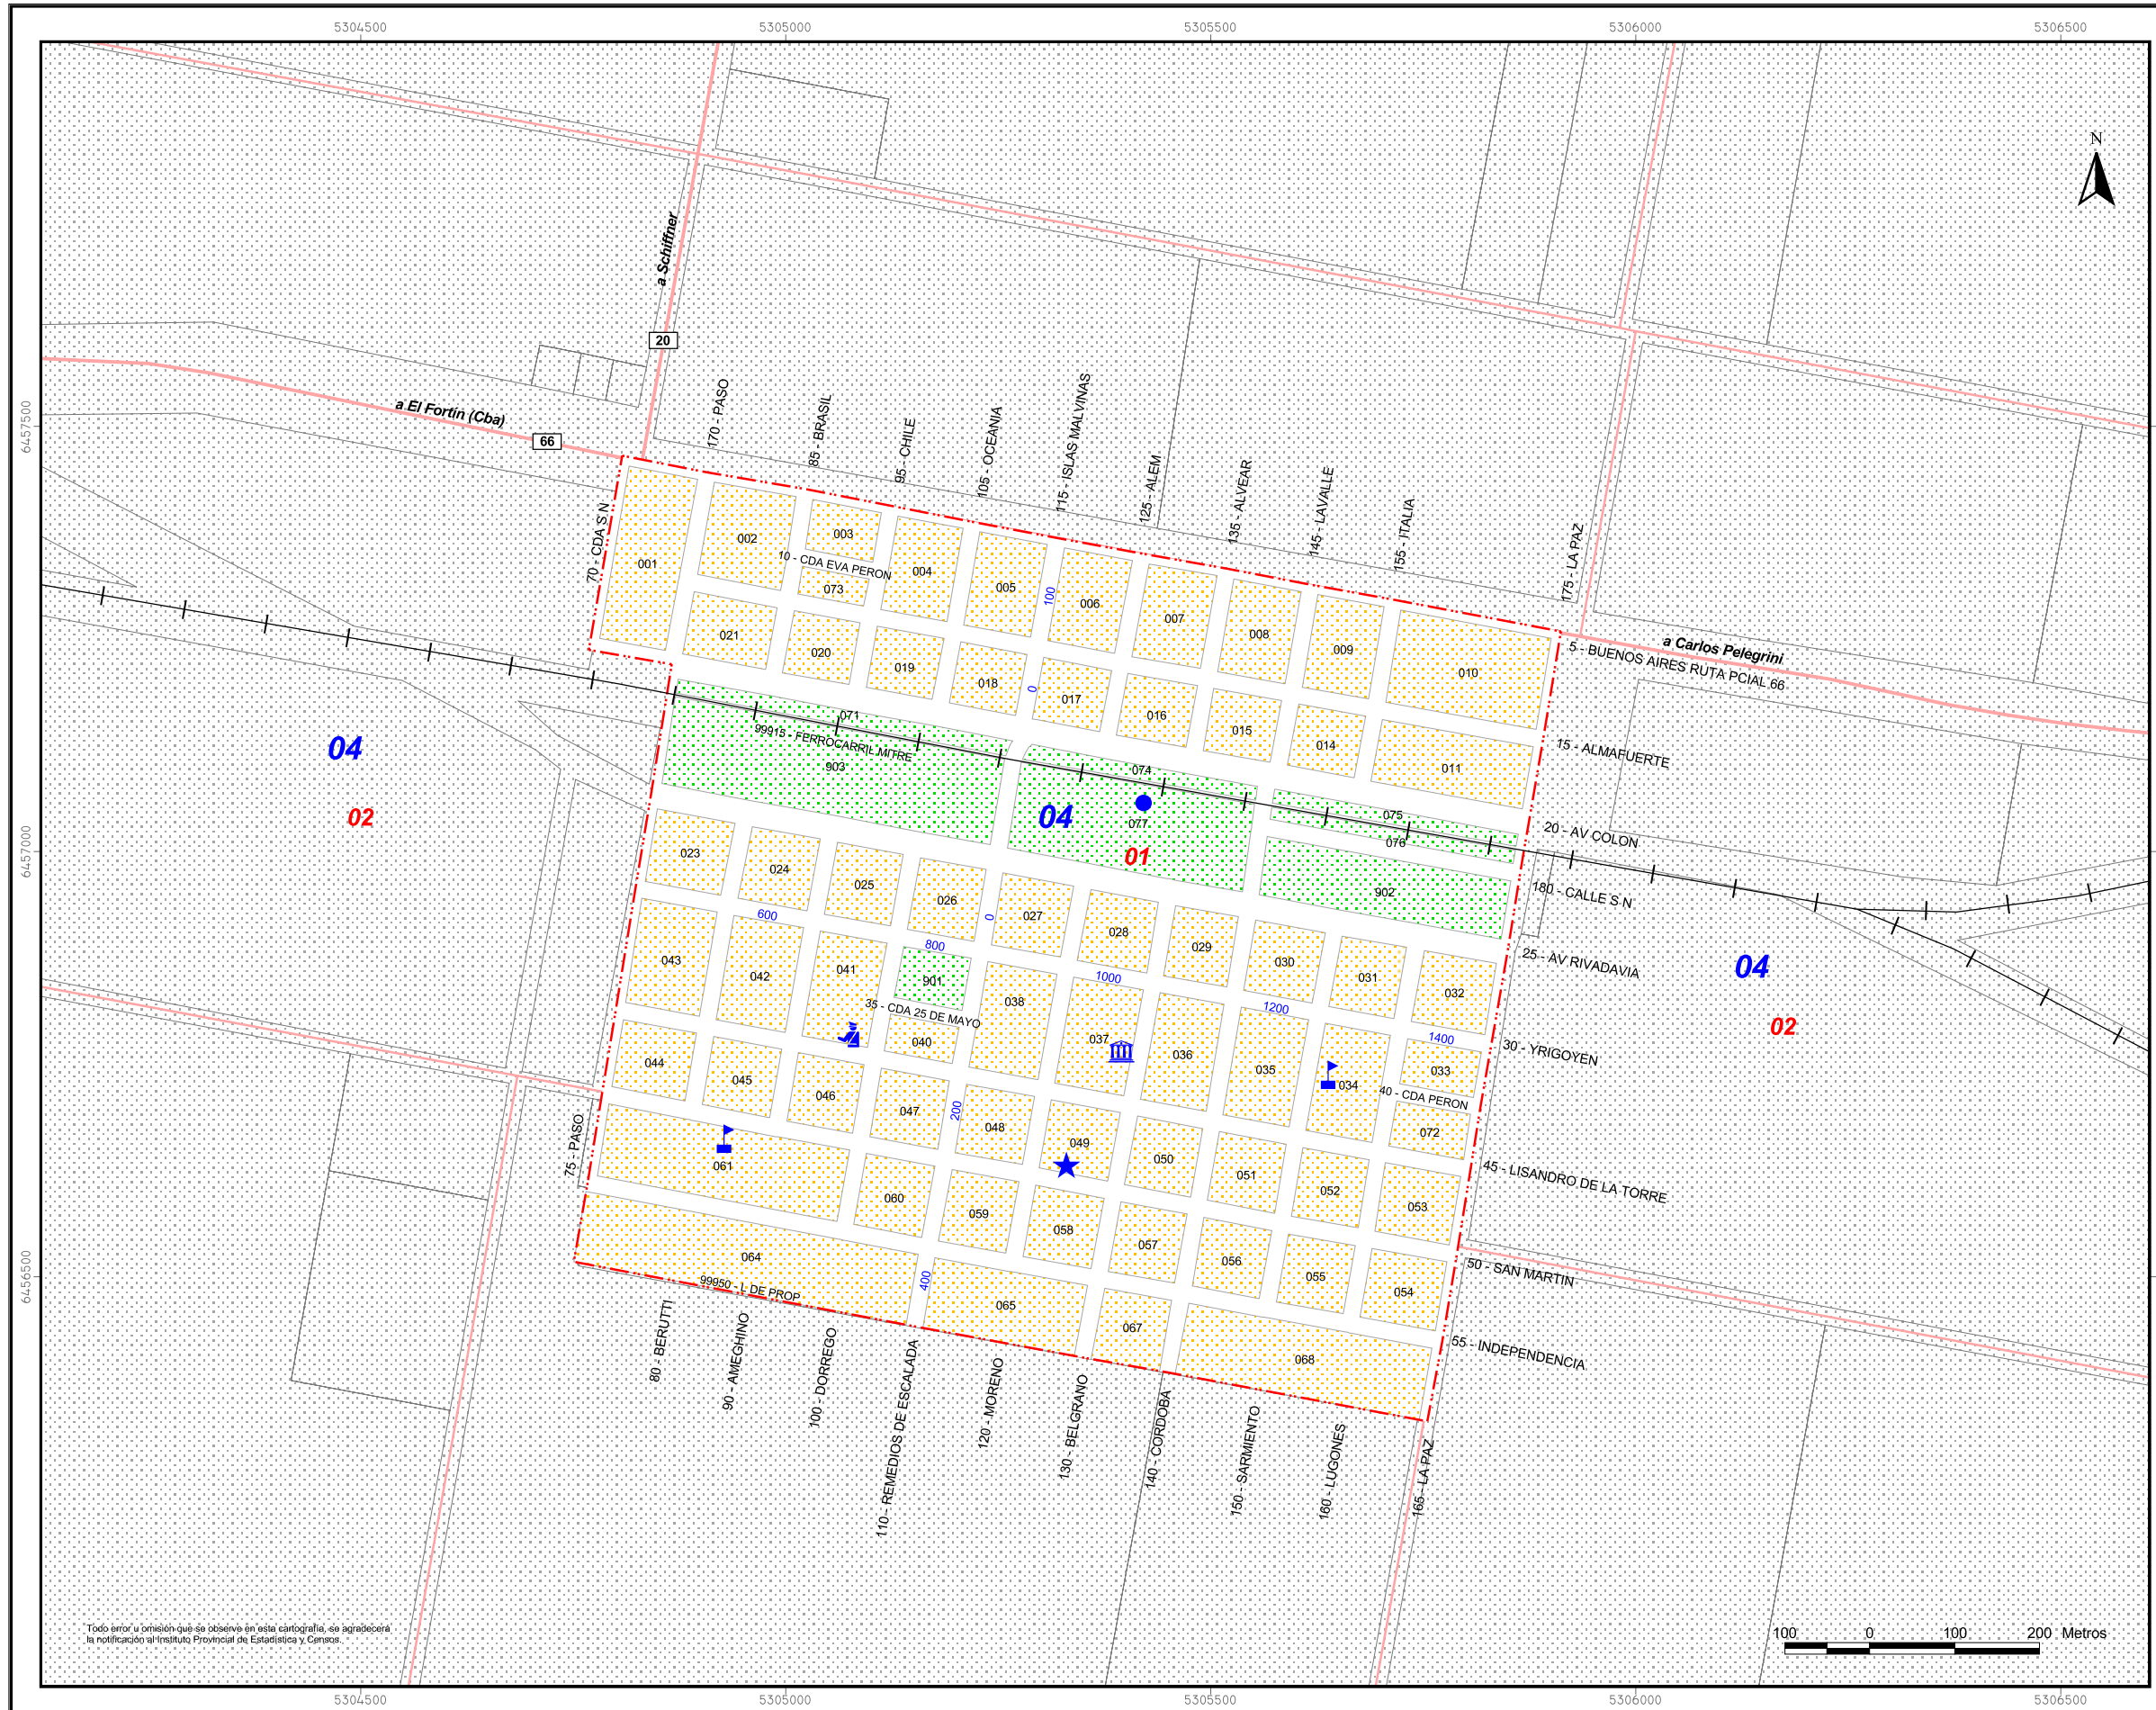 5304500
5305000
5305500
5306000
5306500
N
a Schiffner
20
6457500
a El Fortín (Cba)
66
170 - PASO
85 - BRASIL
95 - CHILE
105 - OCEANIA
115 - ISLAS MALVINAS
125 - ALEM
135 - ALVEAR
145 - LAVALLE
155 - ITALIA
175 - LA PAZ
70 - CDA S N
001
002
003
10 - CDA EVA PERON
073
004
005
100
006
007
008
009
010
a Carlos Pelegrini
5 - BUENOS AIRES RUTA PCIAL 66
021
020
019
018
0
017
016
015
014
011
15 - ALMAFUERTE
071
99915 - FERROCARRIL MITRE
903
074
04
077
01
075
076
20 - AV COLON
04
02
6457000
902
180 - CALLE S N
023
024
025
026
0
027
028
029
030
031
032
25 - AV RIVADAVIA
600
800
1000
1200
1400
04
02
043
042
041
901
35 - CDA 25 DE MAYO
040
038
037
036
035
034
033
30 - YRIGOYEN
40 - CDA PERON
072
044
045
046
047
200
048
049
050
051
052
053
45 - LISANDRO DE LA TORRE
75 - PASO
061
060
059
058
057
056
055
054
50 - SAN MARTIN
6456500
064
99950 - L DE PROP
400
065
067
068
55 - INDEPENDENCIA
80 - BERUTTI
90 - AMEGHINO
100 - DORREGO
110 - REMEDIOS DE ESCALADA
120 - MORENO
130 - BELGRANO
140 - CORDOBA
150 - SARMIENTO
160 - LUGONES
165 - LA PAZ
Todo error u omisión que se observe en esta cartografía, se agradecerá
la notificación al Instituto Provincial de Estadística y Censos.
100 0 100 200 Metros
5304500
5305000
5305500
5306000
5306500